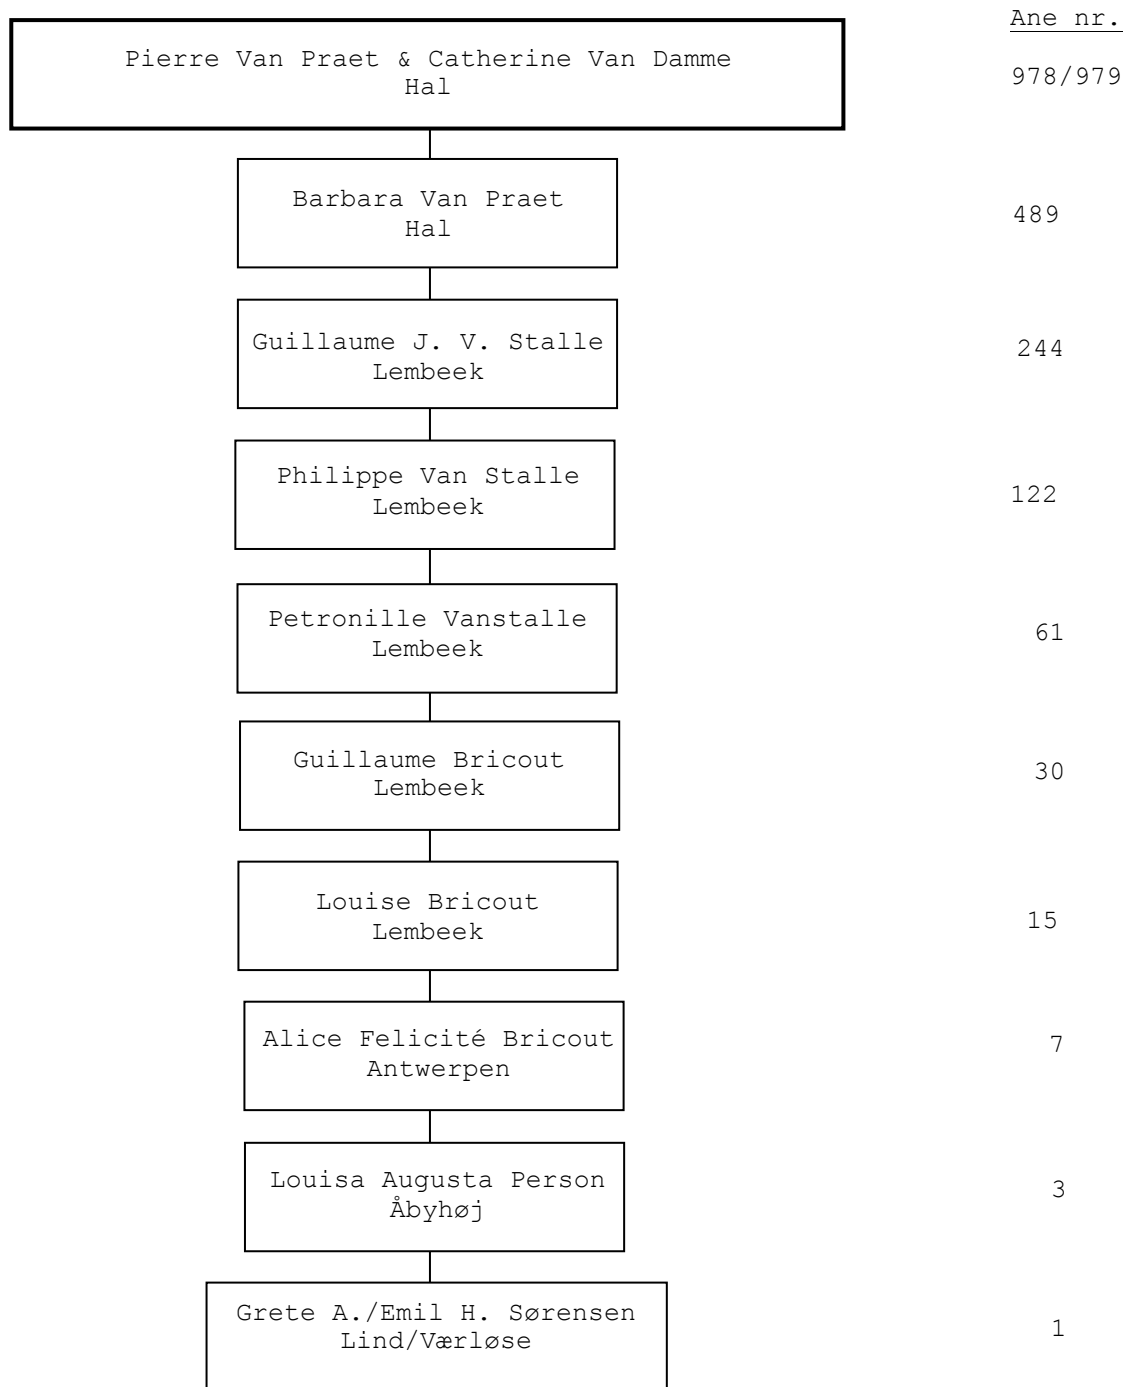 Ane nr.
Pierre Van Praet & Catherine Van Damme
Hal
978/979
Barbara Van Praet
Hal
489
Guillaume J. V. Stalle
Lembeek
244
Philippe Van Stalle
Lembeek
122
Petronille Vanstalle
Lembeek
61
Guillaume Bricout
Lembeek
30
Louise Bricout
Lembeek
15
Alice Felicité Bricout
Antwerpen
7
Louisa Augusta Person
Åbyhøj
3
Grete A./Emil H. Sørensen
Lind/Værløse
1